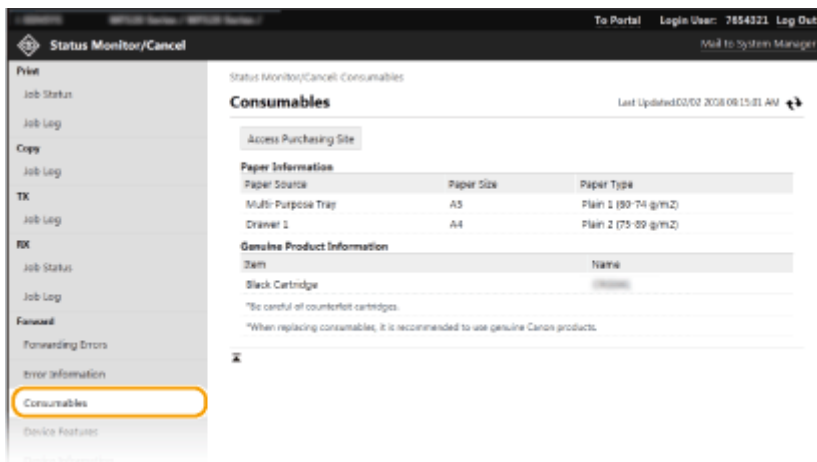 To Portal Login User: 7654321 Log Out
Status Monitor/Cancel
Mail to System Manager
Print
Job Status
Job Log
Copy
Job Log
TX
Job Log
RX
Job Status
Job Log
Forward
Forwarding Errors
Error Information
Consumables
Device Features
Status Monitor/Cancel: Consumables
Consumables
Last Updated:02/02 2018 09:15:01 AM
Access Purchasing Site
Paper Information
Paper Source Paper Size Paper Type
Multi-Purpose Tray A5 Plain 1 (60-74 g/m2)
Drawer 1 A4 Plain 2 (75-89 g/m2)
Genuine Product Information
Item Name
Black Cartridge
*Be careful of counterfeit cartridges.
*When replacing consumables, it is recommended to use genuine Canon products.